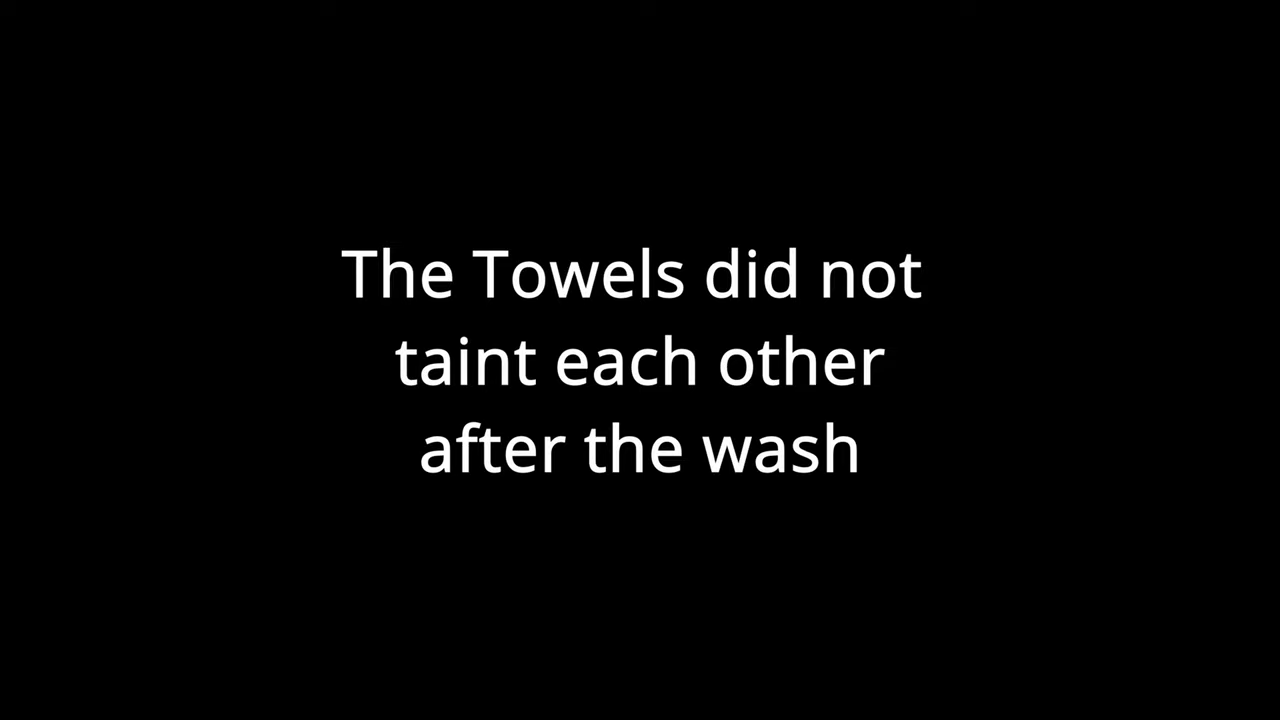 The Towels did not
taint each other
after the wash